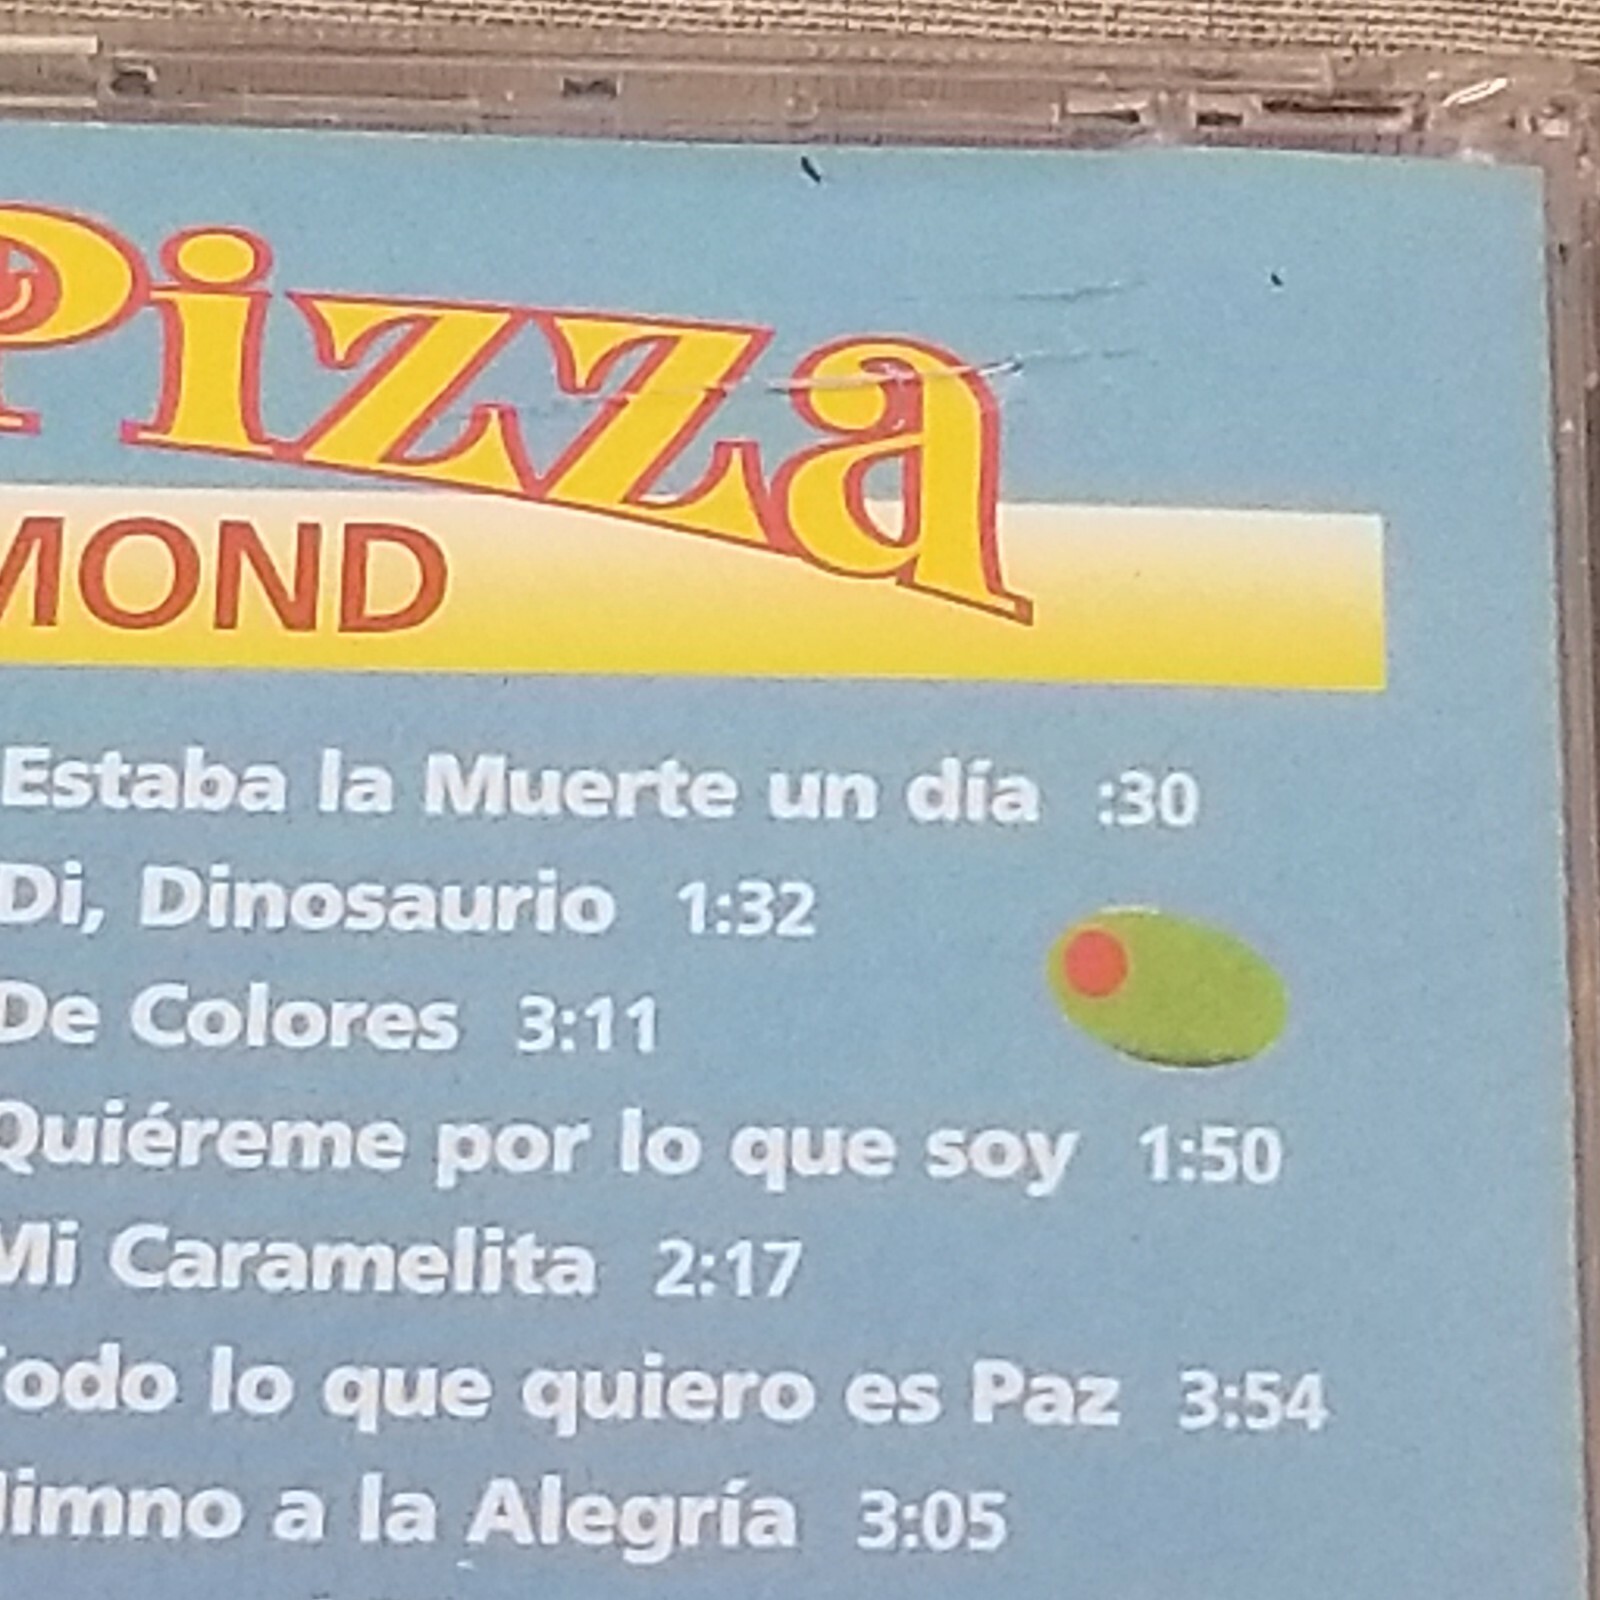 Pizza
MOND
Estaba la Muerte un día :30
Di, Dinosaurio 1:32
De Colores 3:11
Quiéreme por lo que soy 1:50
Mi Caramelita 2:17
Todo lo que quiero es Paz 3:54
Himno a la Alegría 3:05